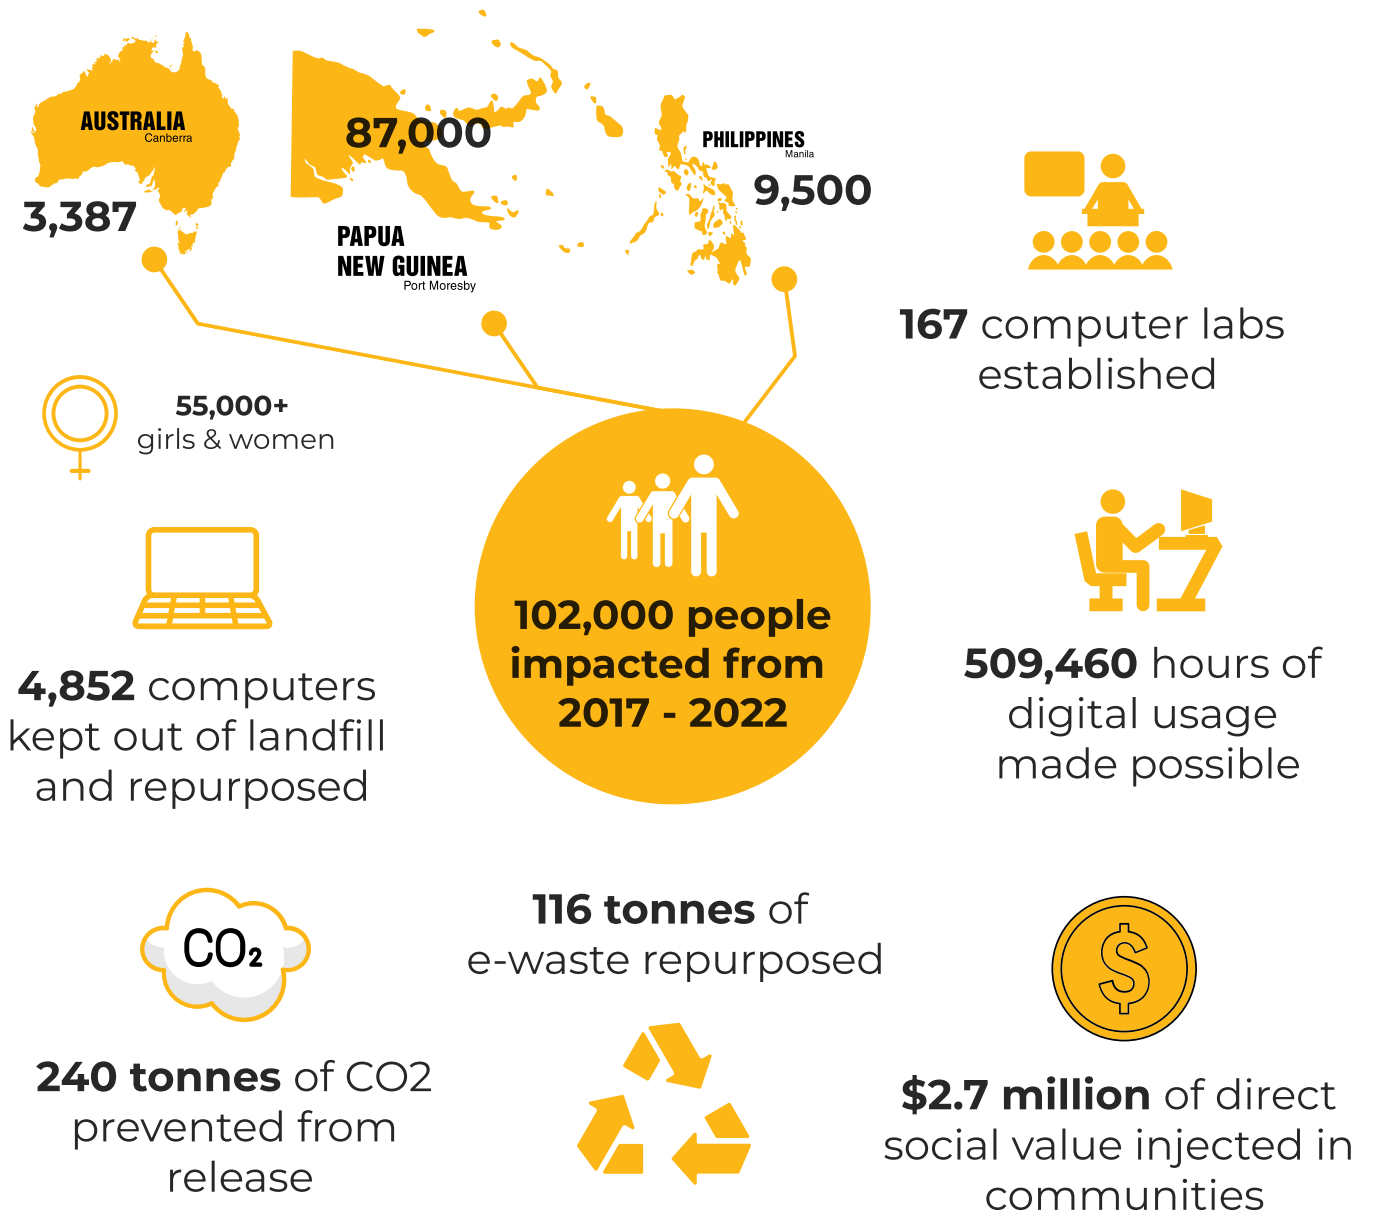 AUSTRALIA
Canberra
3,387
87,000
PAPUA
NEW GUINEA
Port Moresby
PHILIPPINES
Manila
9,500
167 computer labs
established
55,000+
girls & women
102,000 people
impacted from
2017 - 2022
4,852 computers
kept out of landfill
and repurposed
509,460 hours of
digital usage
made possible
CO2
240 tonnes of CO2
prevented from
release
116 tonnes of
e-waste repurposed
$
$2.7 million of direct
social value injected in
communities